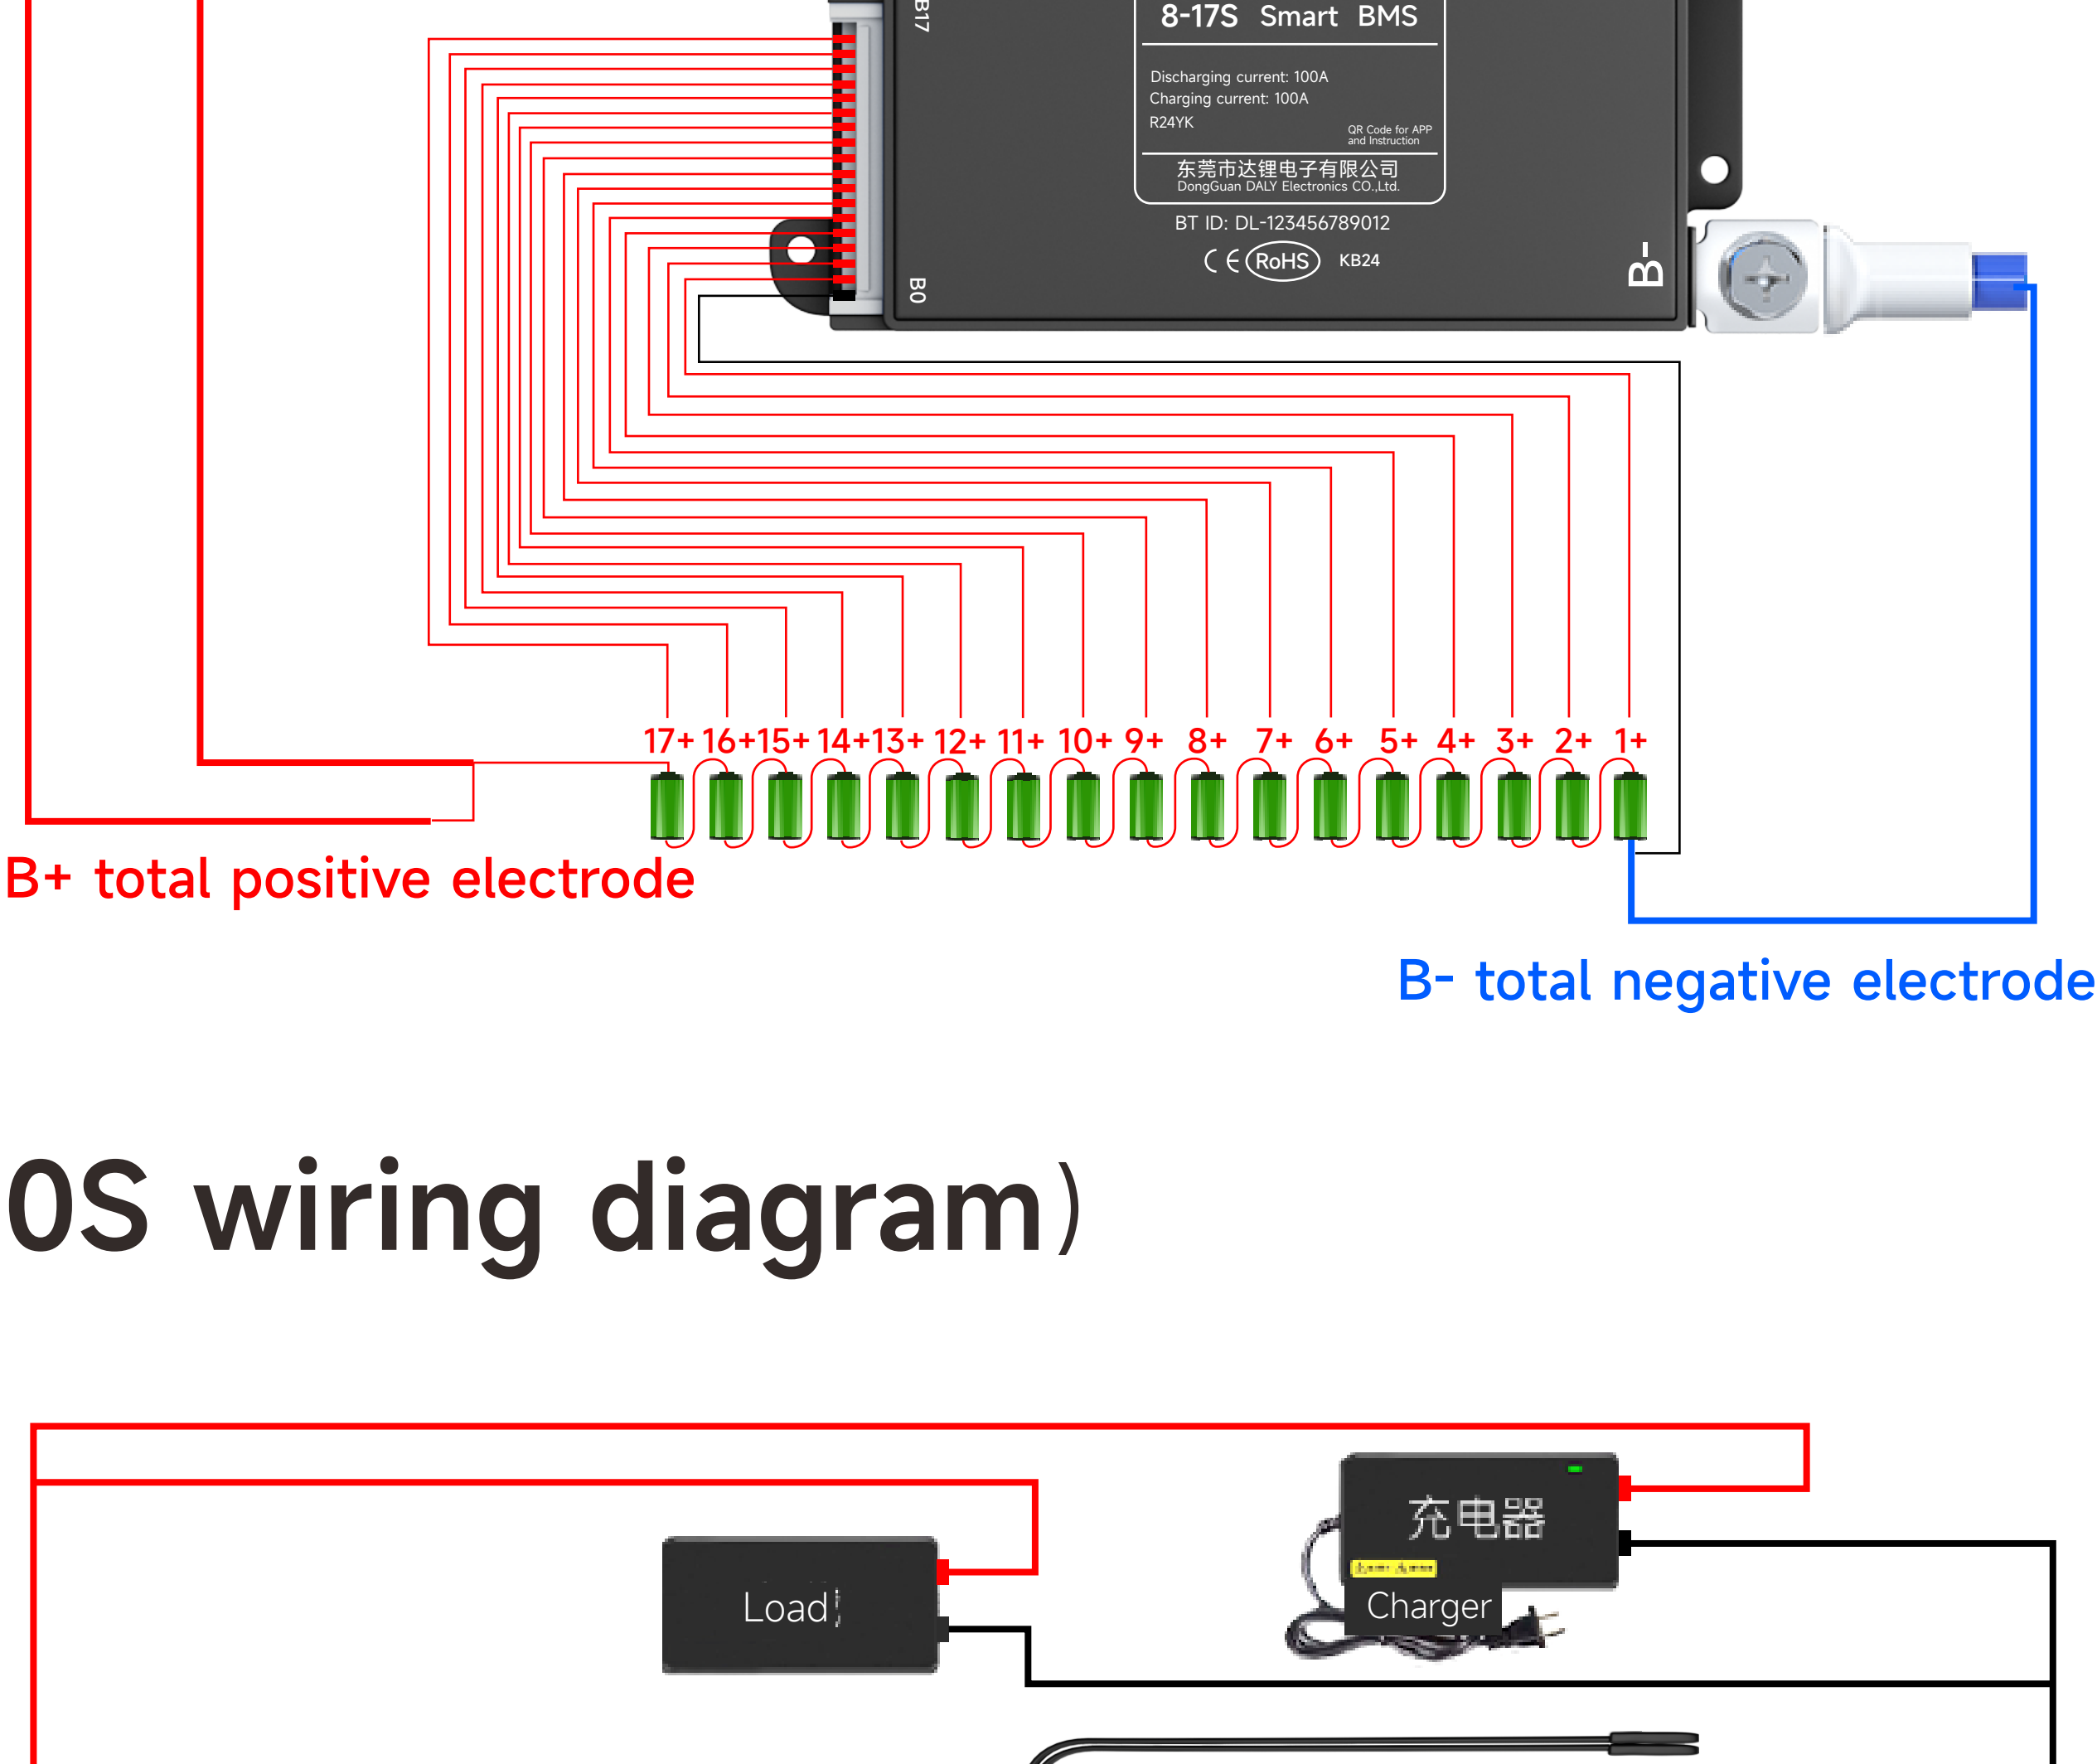 B17
8-17S Smart BMS
Discharging current: 100A
Charging current: 100A
R24YK
QR Code for APP
and Instruction
东莞市达锂电子有限公司
DongGuan DALY Electronics CO.,Ltd.
BT ID: DL-123456789012
CE RoHS KB24
B0
B-
17+ 16+ 15+ 14+ 13+ 12+ 11+ 10+ 9+ 8+ 7+ 6+ 5+ 4+ 3+ 2+ 1+
B+ total positive electrode
B- total negative electrode
0S wiring diagram)
充电器
Load
Charger